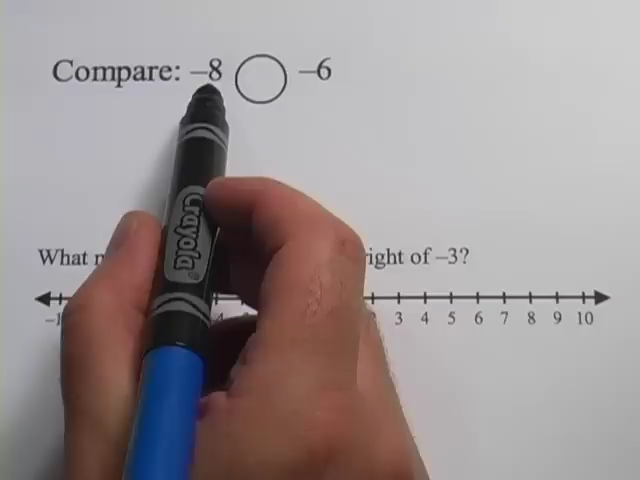 Compare: –8 –6
Crayola
What right of –3?
3 4 5 6 7 8 9 10